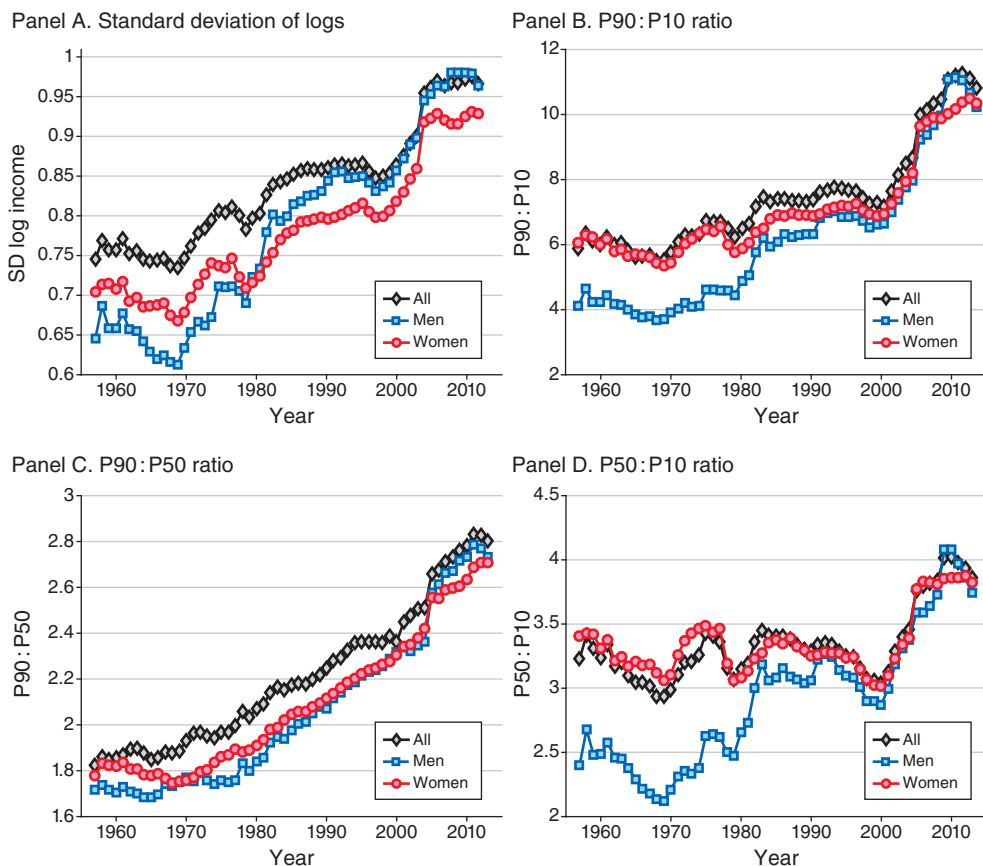 Panel A. Standard deviation of logs
1
0.95
0.9
0.85
0.8
0.75
0.7
0.65
0.6
SD log income
All
Men
Women
1960 1970 1980 1990 2000 2010
Year
Panel B. P90:P10 ratio
12
10
8
6
4
2
P90:P10
All
Men
Women
1960 1970 1980 1990 2000 2010
Year
Panel C. P90:P50 ratio
3
2.8
2.6
2.4
2.2
2
1.8
1.6
P90:P50
All
Men
Women
1960 1970 1980 1990 2000 2010
Year
Panel D. P50:P10 ratio
4.5
4
3.5
3
2.5
2
P50:P10
All
Men
Women
1960 1970 1980 1990 2000 2010
Year